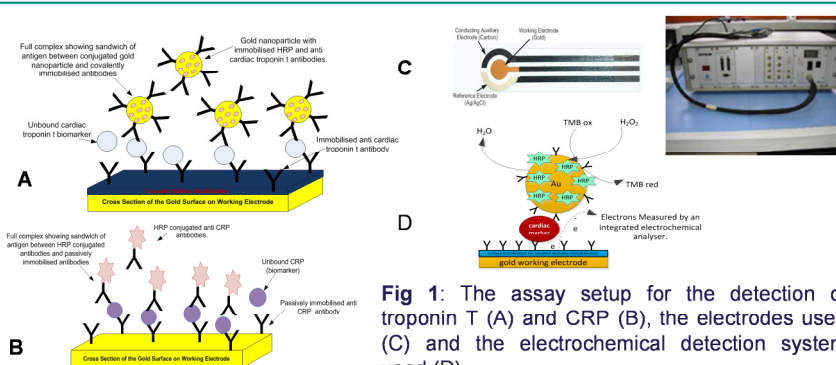 Full complex showing sandwich of
antigen between conjugated gold
nanoparticle and covalently
immobilised antibodies
Gold nanoparticle with
immobilised HRP and anti
cardiac troponin t antibodies.
Unbound cardiac
troponin t biomarker
Immobilised anti cardiac
troponin t antibody
A
Cross Section of the Gold Surface on Working Electrode
HRP conjugated anti CRP
antibodies.
Full complex showing sandwich of
antigen between HRP conjugated
antibodies and passively
immobilised antibodies
Unbound CRP
(biomarker)
Passively immobilised anti
CRP antibody
B
Cross Section of the Gold Surface on Working Electrode
C
Conducting Auxiliary
Electrode (Carbon)
Working Electrode
(Gold)
Reference Electrode
(Ag/AgCl)
D
H2O
TMB ox
H2O2
HRP
HRP
HRP
HRP
HRP
HRP
Au
TMB red
cardiac
marker
e
e
Electrons Measured by an
integrated electrochemical
analyser.
gold working electrode
Fig 1: The assay setup for the detection o
troponin T (A) and CRP (B), the electrodes use
(C) and the electrochemical detection system
used (D)